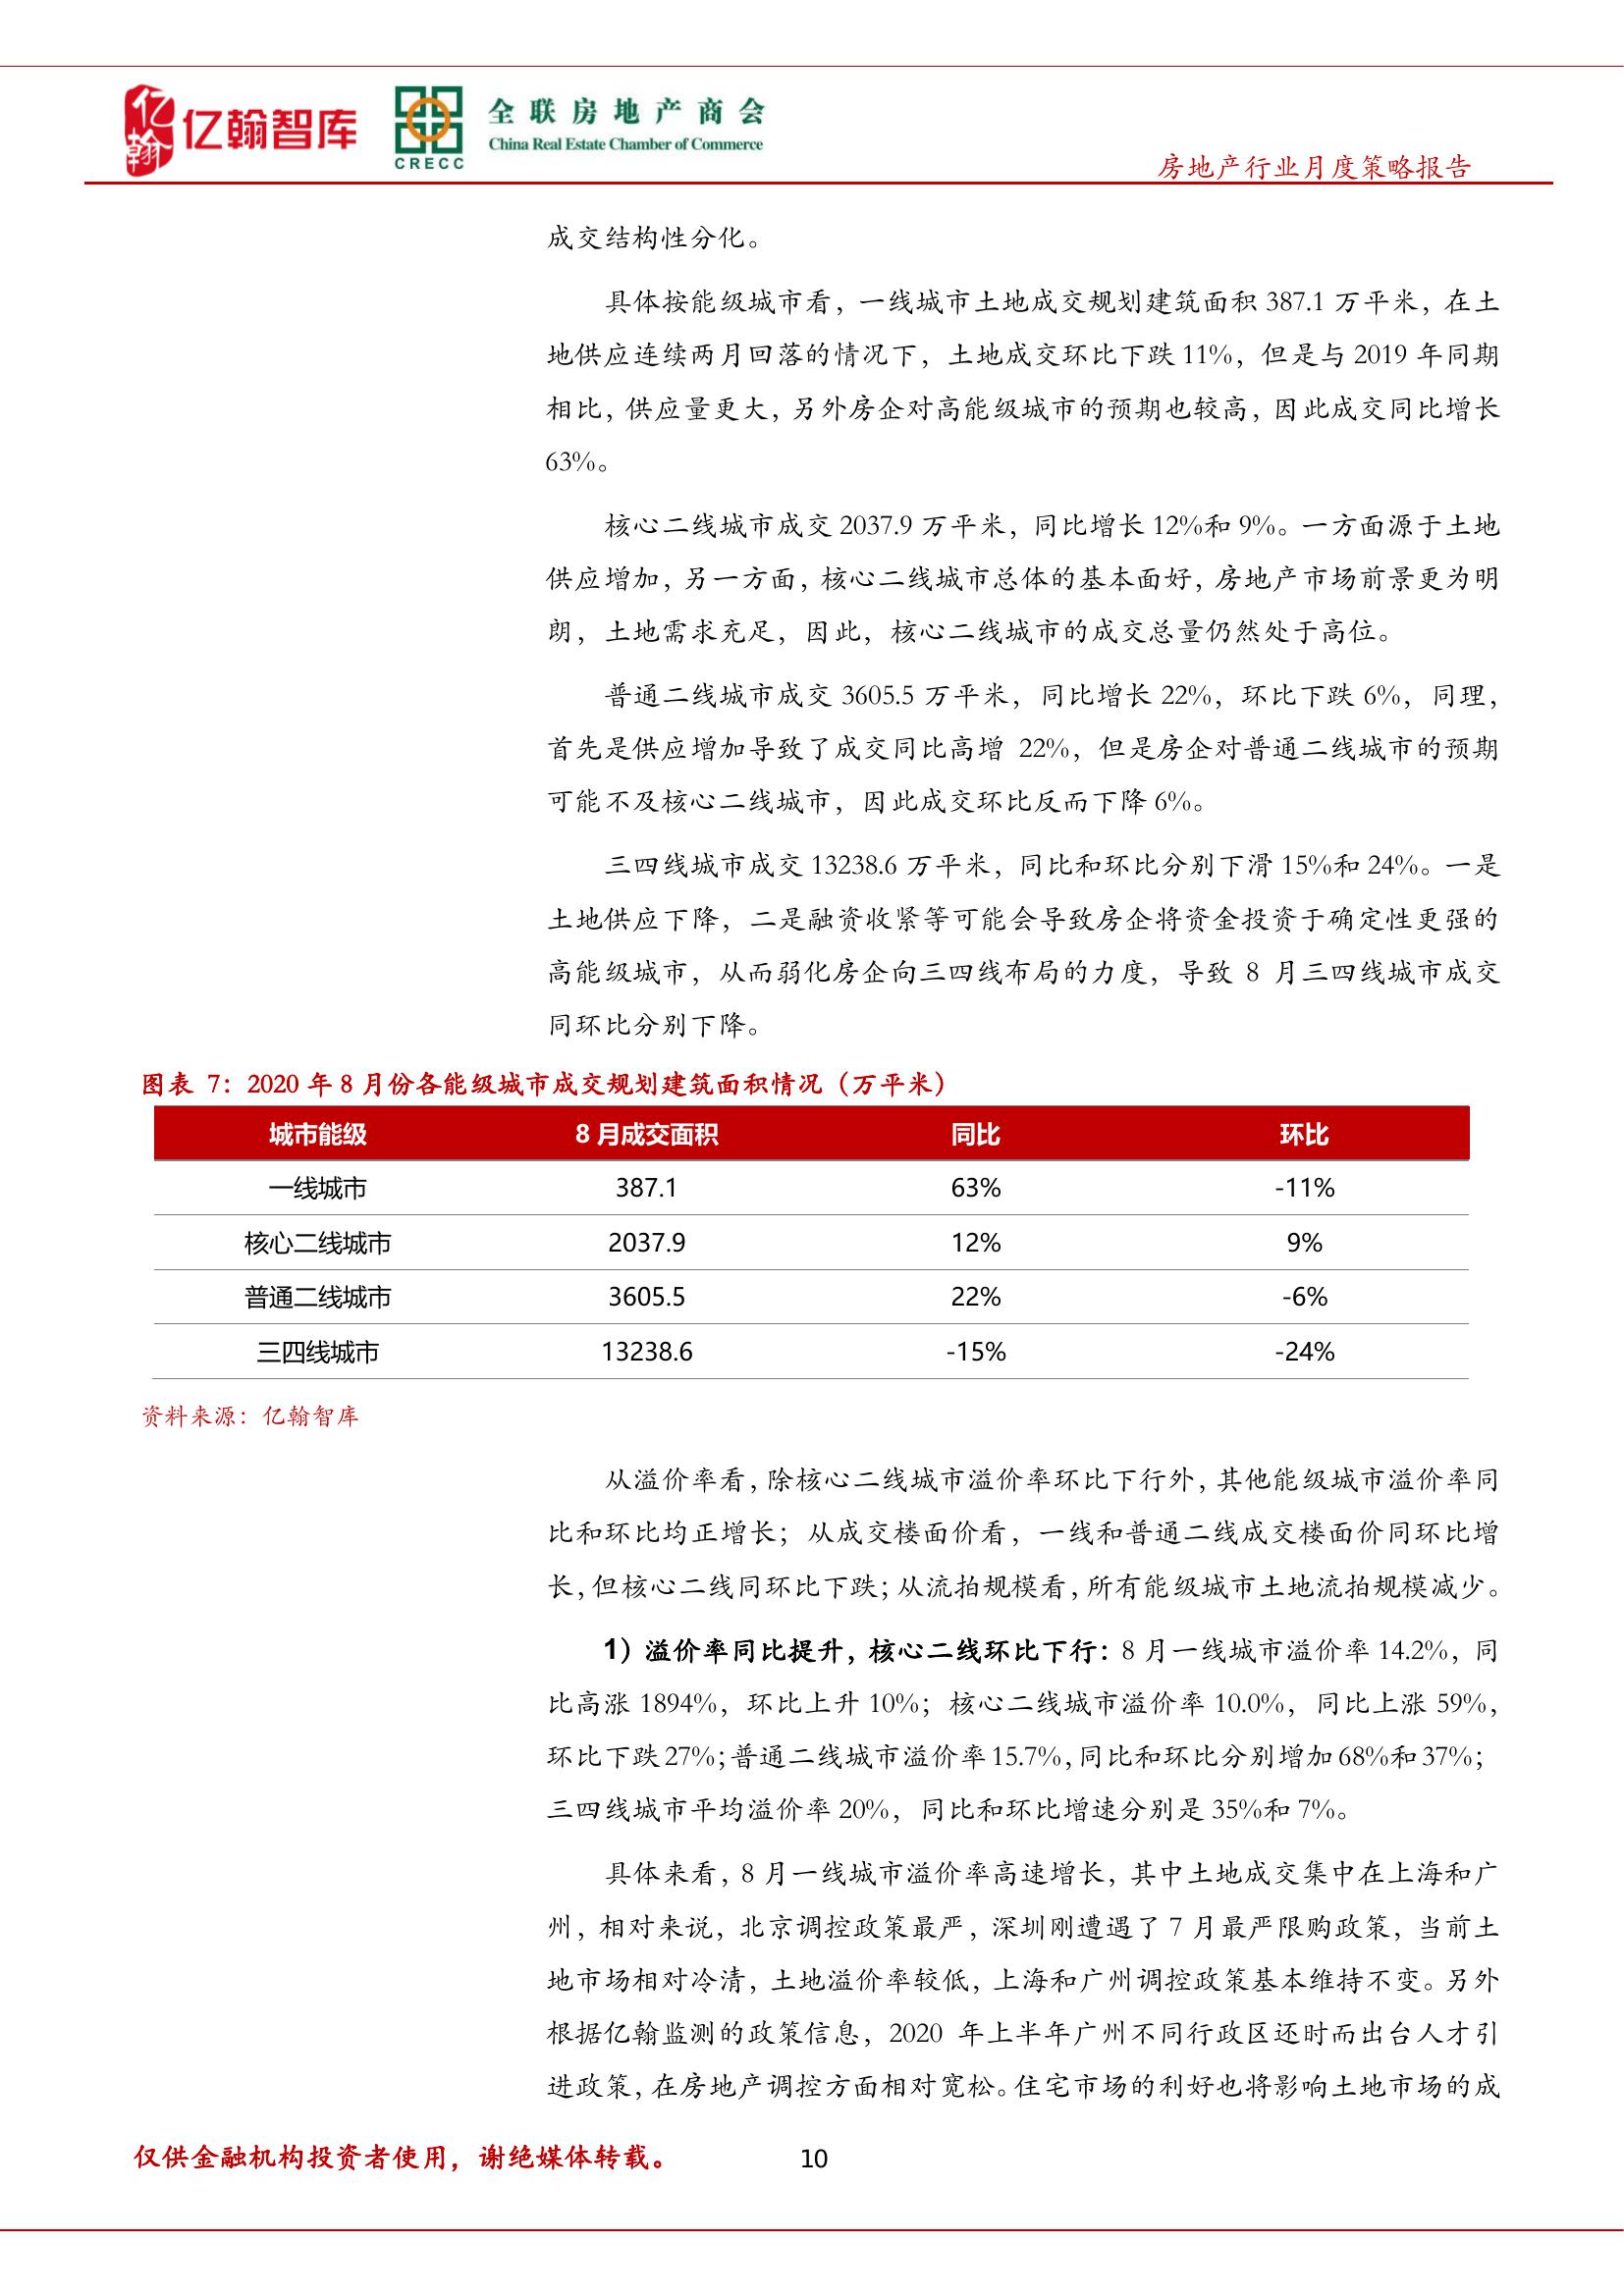 亿翰
亿翰智库
CRECC
全联房地产商会
China Real Estate Chamber of Commerce
房地产行业月度策略报告
成交结构性分化。
具体按能级城市看，一线城市土地成交规划建筑面积 387.1 万平米，在土
地供应连续两月回落的情况下，土地成交环比下跌 11%，但是与 2019 年同期
相比，供应量更大，另外房企对高能级城市的预期也较高，因此成交同比增长
63%。
核心二线城市成交 2037.9 万平米，同比增长 12%和 9%。一方面源于土地
供应增加，另一方面，核心二线城市总体的基本面好，房地产市场前景更为明
朗，土地需求充足，因此，核心二线城市的成交总量仍然处于高位。
普通二线城市成交 3605.5 万平米，同比增长 22%，环比下跌 6%，同理，
首先是供应增加导致了成交同比高增 22%，但是房企对普通二线城市的预期
可能不及核心二线城市，因此成交环比反而下降 6%。
三四线城市成交 13238.6 万平米，同比和环比分别下滑 15%和 24%。一是
土地供应下降，二是融资收紧等可能会导致房企将资金投资于确定性更强的
高能级城市，从而弱化房企向三四线布局的力度，导致 8 月三四线城市成交
同环比分别下降。
图表 7：2020 年 8 月份各能级城市成交规划建筑面积情况（万平米）
城市能级 8 月成交面积 同比 环比
一线城市 387.1 63% -11%
核心二线城市 2037.9 12% 9%
普通二线城市 3605.5 22% -6%
三四线城市 13238.6 -15% -24%
资料来源：亿翰智库
从溢价率看，除核心二线城市溢价率环比下行外，其他能级城市溢价率同
比和环比均正增长；从成交楼面价看，一线和普通二线成交楼面价同环比增
长，但核心二线同环比下跌；从流拍规模看，所有能级城市土地流拍规模减少。
1）溢价率同比提升，核心二线环比下行：8 月一线城市溢价率 14.2%，同
比高涨 1894%，环比上升 10%；核心二线城市溢价率 10.0%，同比上涨 59%，
环比下跌 27%；普通二线城市溢价率 15.7%，同比和环比分别增加 68%和 37%；
三四线城市平均溢价率 20%，同比和环比增速分别是 35%和 7%。
具体来看，8 月一线城市溢价率高速增长，其中土地成交集中在上海和广
州，相对来说，北京调控政策最严，深圳刚遭遇了 7 月最严限购政策，当前土
地市场相对冷清，土地溢价率较低，上海和广州调控政策基本维持不变。另外
根据亿翰监测的政策信息，2020 年上半年广州不同行政区还时而出台人才引
进政策，在房地产调控方面相对宽松。住宅市场的利好也将影响土地市场的成
仅供金融机构投资者使用，谢绝媒体转载。
10